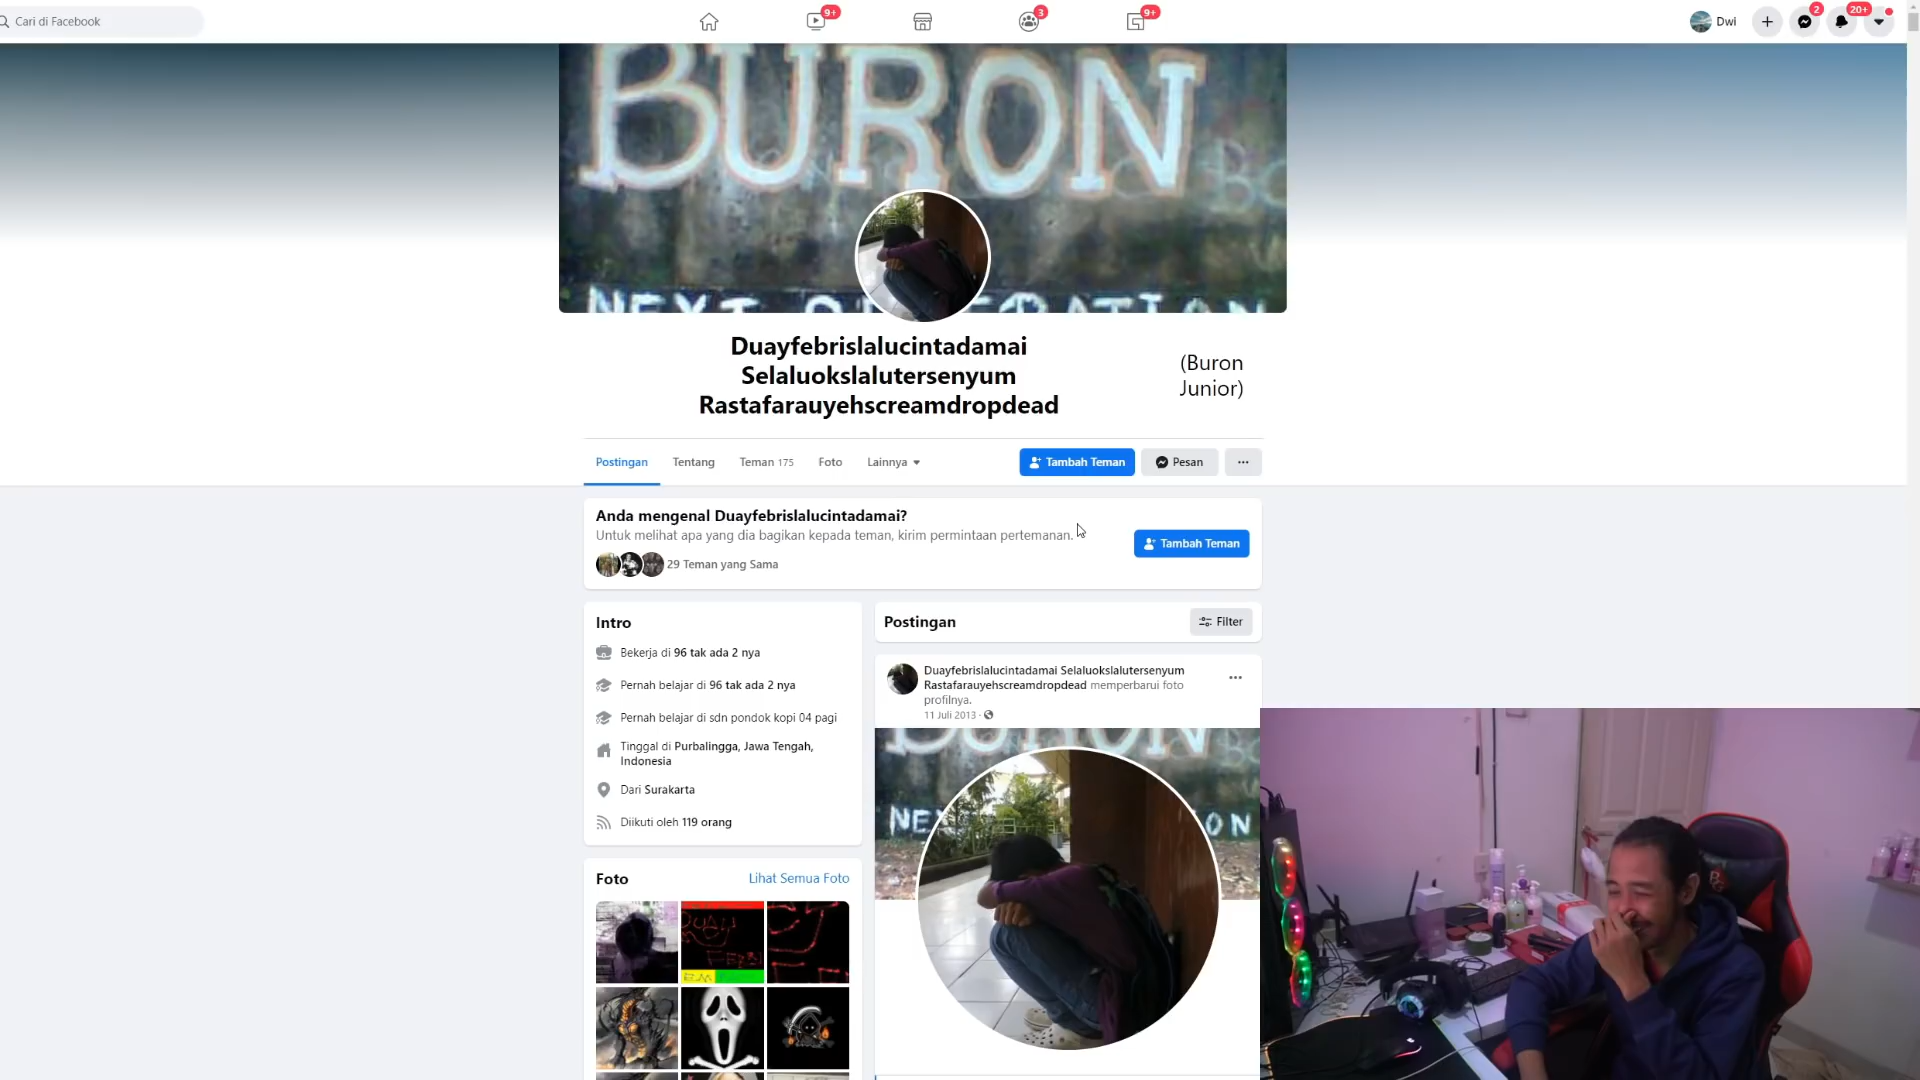 Cari di Facebook
9+
3
9+
Dwi
2
20+
BURON
NEXT
Duayfebrislalucintadamai
Selaluokslalutersenyum
Rastafarauyehscreamdropdead
(Buron
Junior)
Postingan
Tentang
Teman 175
Foto
Lainnya
Tambah Teman
Pesan
Anda mengenal Duayfebrislalucintadamai?
Untuk melihat apa yang dia bagikan kepada teman, kirim permintaan pertemanan.
29 Teman yang Sama
Tambah Teman
Intro
Bekerja di 96 tak ada 2 nya
Pernah belajar di 96 tak ada 2 nya
Pernah belajar di sdn pondok kopi 04 pagi
Tinggal di Purbalingga, Jawa Tengah,
Indonesia
Dari Surakarta
Diikuti oleh 119 orang
Foto
Lihat Semua Foto
Postingan
Filter
Duayfebrislalucintadamai Selaluokslalutersenyum
Rastafarauyehscreamdropdead memperbarui foto
profilnya.
11 Juli 2013
BURON